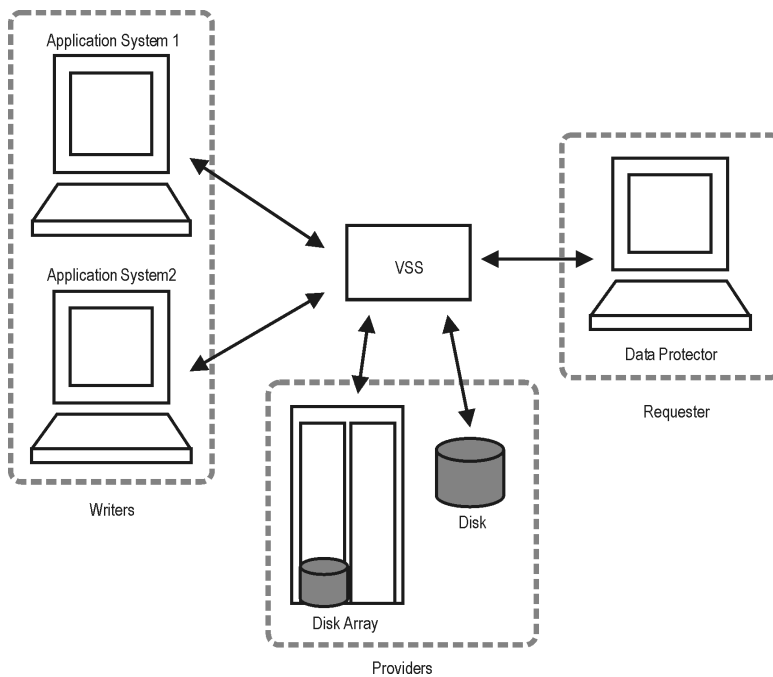 Application System 1
Application System2
Writers
VSS
Data Protector
Requester
Disk
Disk Array
Providers